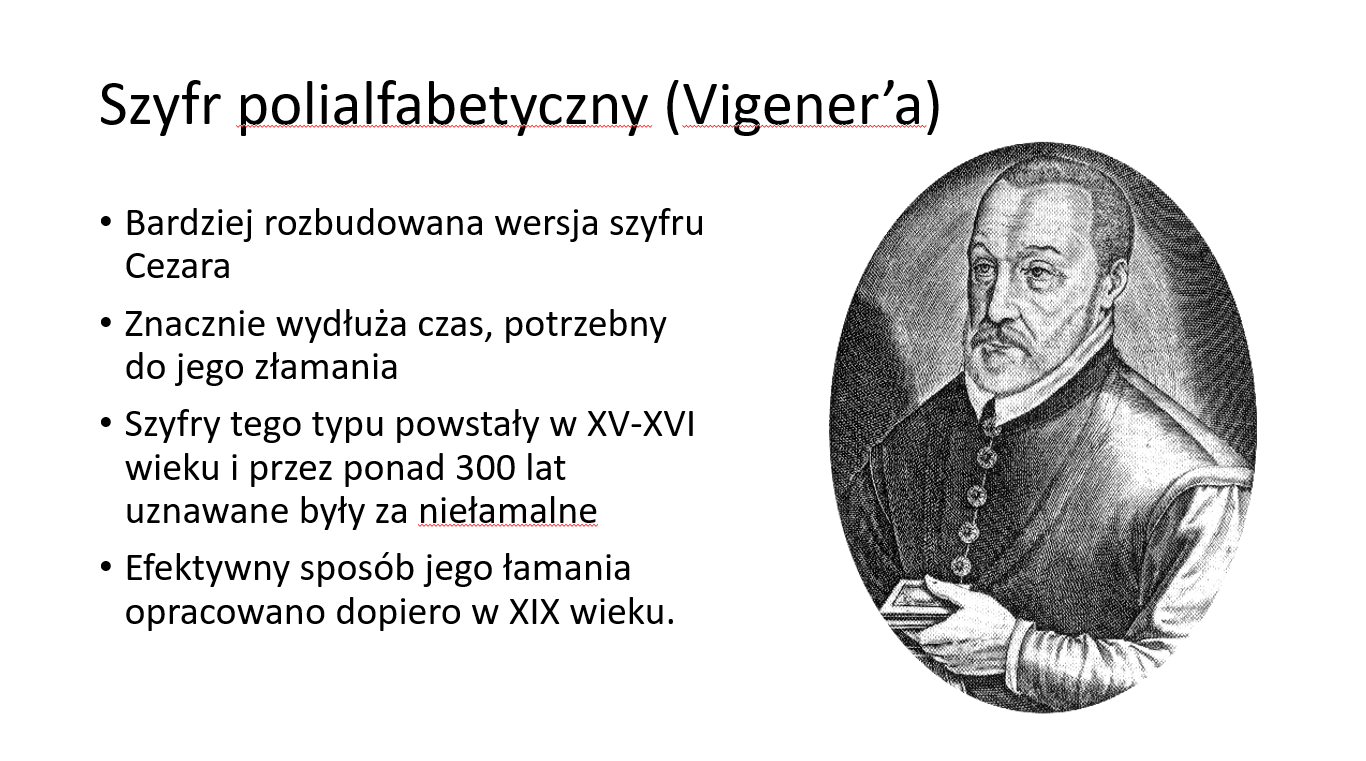 Szyfr polialfabetyczny (Vigener’a)
• Bardziej rozbudowana wersja szyfru
Cezara
• Znacznie wydłuża czas, potrzebny
do jego złamania
• Szyfry tego typu powstały w XV-XVI
wieku i przez ponad 300 lat
uznawane były za niełamalne
• Efektywny sposób jego łamania
opracowano dopiero w XIX wieku.